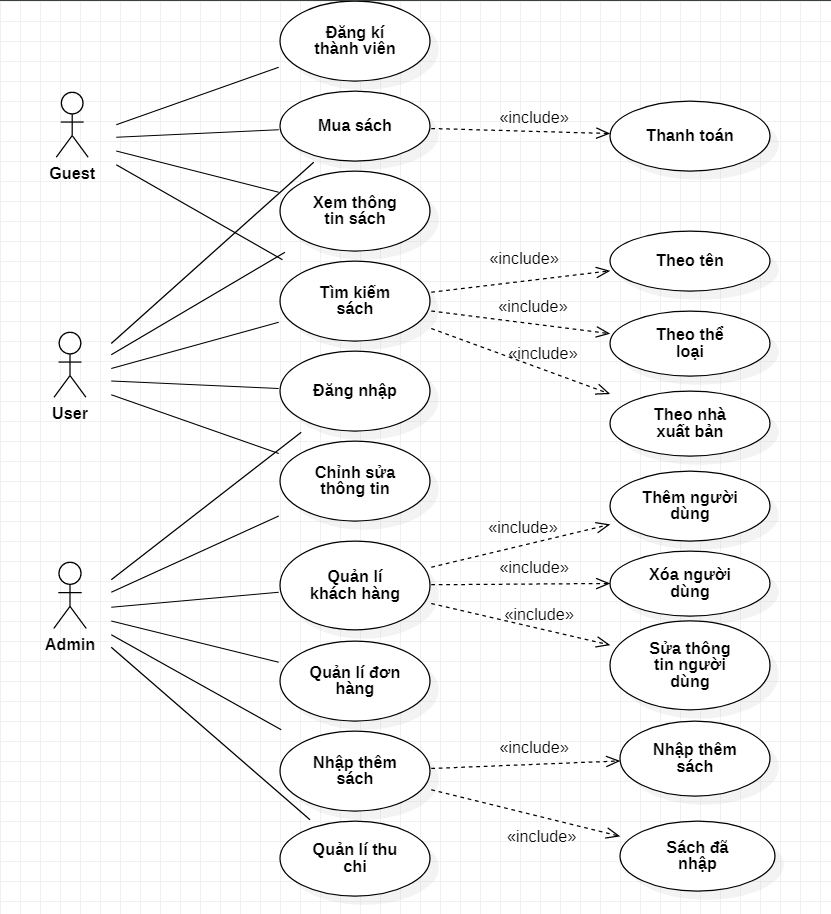 Đăng kí
thành viên
Mua sách
«include»
Thanh toán
Guest
Xem thông
tin sách
Tìm kiếm
sách
«include»
Theo tên
«include»
Theo thể
loại
«include»
Theo nhà
xuất bản
User
Đăng nhập
Chỉnh sửa
thông tin
Quản lí
khách hàng
«include»
Thêm người
dùng
«include»
Xóa người
dùng
«include»
Sửa thông
tin người
dùng
Admin
Quản lí đơn
hàng
Nhập thêm
sách
«include»
Nhập thêm
sách
«include»
Sách đã
nhập
Quản lí thu
chi